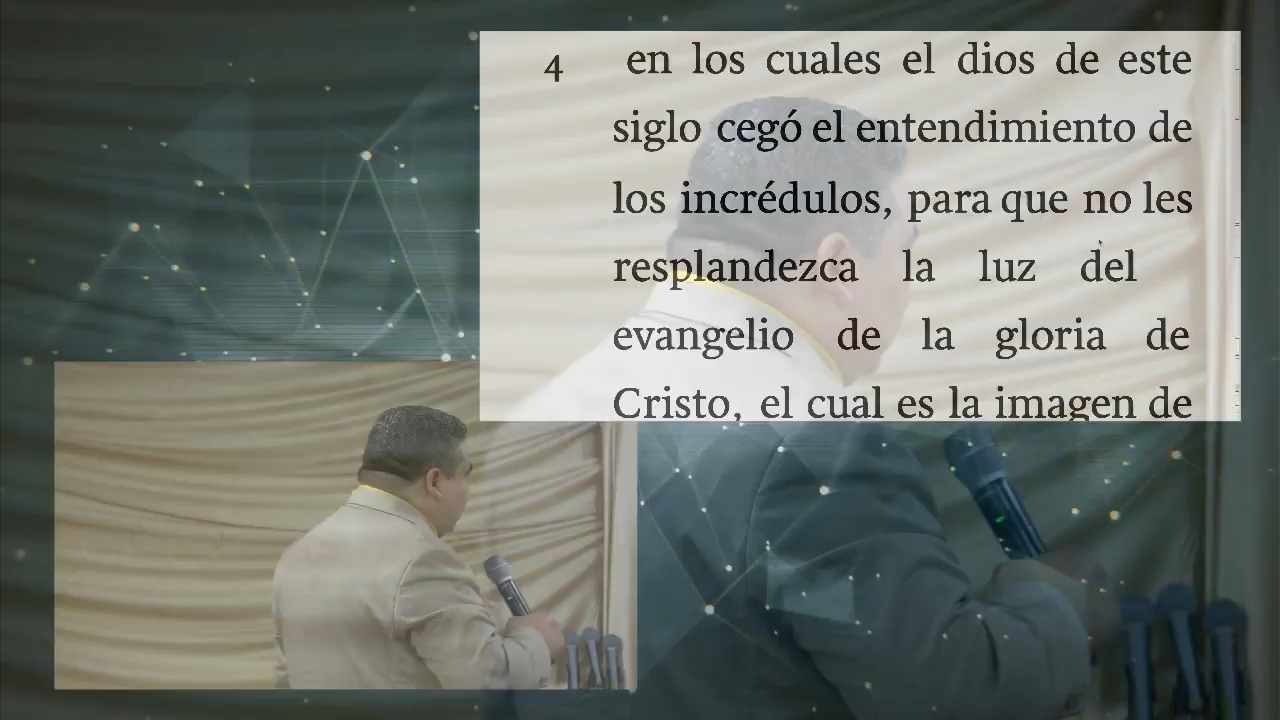 4 en los cuales el dios de este
siglo cegó el entendimiento de
los incrédulos, para que no les
resplandezca la luz del
evangelio de la gloria de
Cristo, el cual es la imagen de